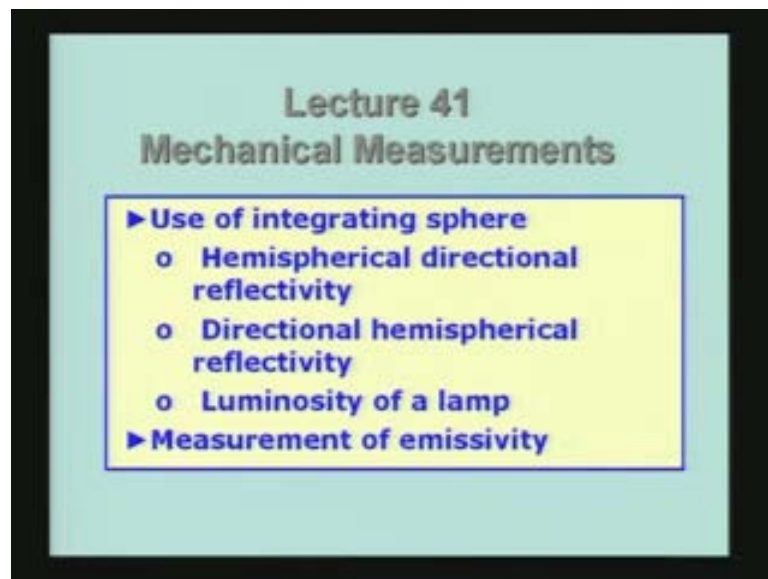 Lecture 41
Mechanical Measurements
►Use of integrating sphere
o Hemispherical directional
reflectivity
o Directional hemispherical
reflectivity
o Luminosity of a lamp
►Measurement of emissivity